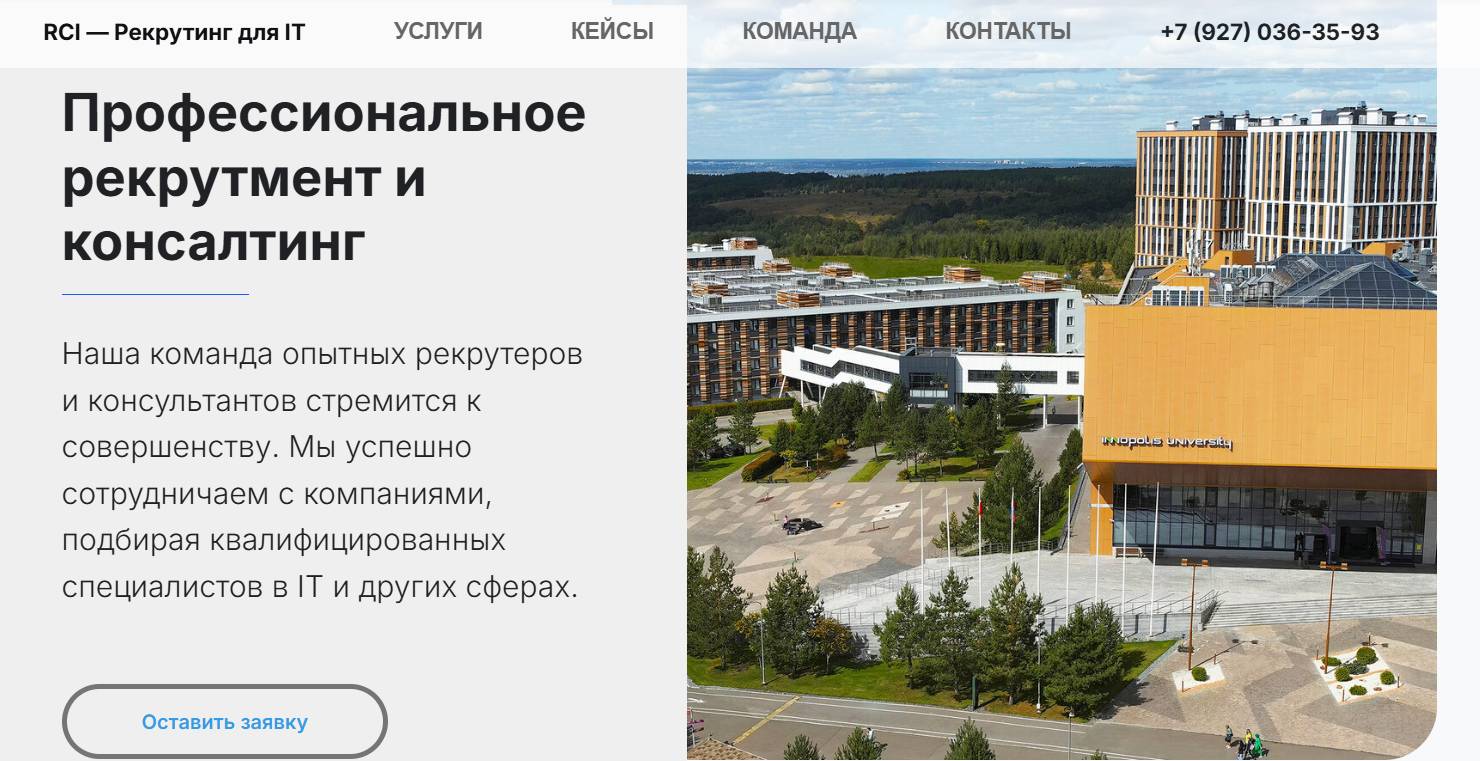 RCI — Рекрутинг для IT УСЛУГИ КЕЙСЫ КОМАНДА КОНТАКТЫ +7 (927) 036-35-93
Профессиональное
рекрутмент и
консалтинг
Наша команда опытных рекрутеров
и консультантов стремится к
совершенству. Мы успешно
сотрудничаем с компаниями,
подбирая квалифицированных
специалистов в IT и других сферах.
Оставить заявку
innopolis university